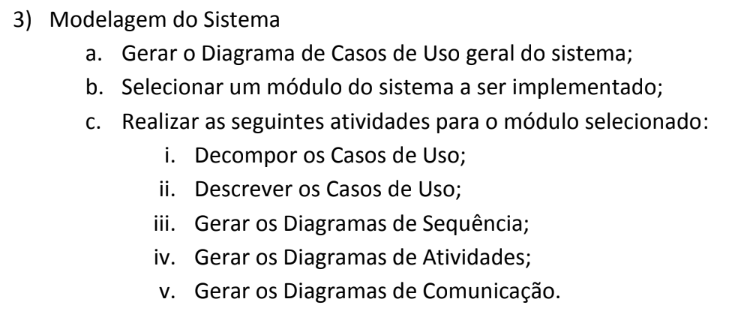 3) Modelagem do Sistema
a. Gerar o Diagrama de Casos de Uso geral do sistema;
b. Selecionar um módulo do sistema a ser implementado;
c. Realizar as seguintes atividades para o módulo selecionado:
i. Decompor os Casos de Uso;
ii. Descrever os Casos de Uso;
iii. Gerar os Diagramas de Sequência;
iv. Gerar os Diagramas de Atividades;
v. Gerar os Diagramas de Comunicação.